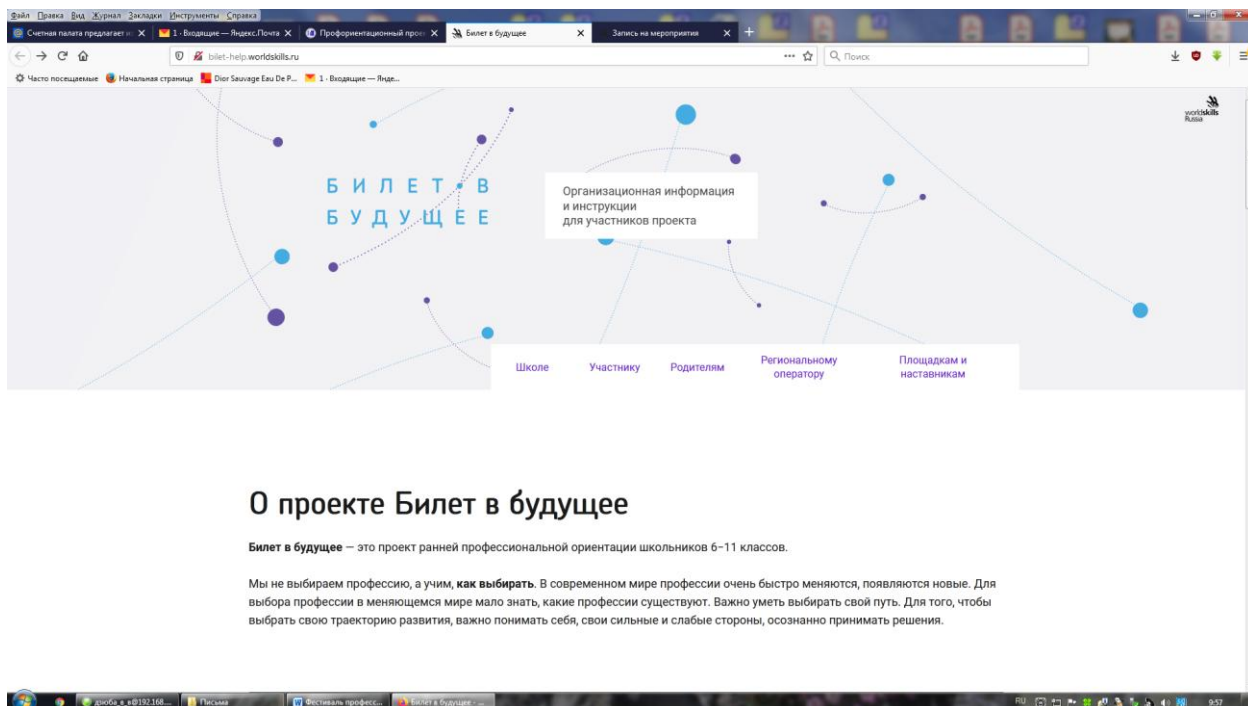 Файл Правка Вид Журнал Закладки Инструменты Справка
Счетная палата предлагает и
1 · Входящие — Яндекс.Почта
Профориентационный прое
Билет в будущее
Запись на мероприятия
bilet-help.worldskills.ru
Поиск
Часто посещаемые
Начальная страница
Dior Sauvage Eau De P...
1 · Входящие — Янде...
worldskills
Russia
БИЛЕТ В
БУДУЩЕЕ
Организационная информация
и инструкции
для участников проекта
Школе
Участнику
Родителям
Региональному
оператору
Площадкам и
наставникам
О проекте Билет в будущее
Билет в будущее — это проект ранней профессиональной ориентации школьников 6–11 классов.
Мы не выбираем профессию, а учим, как выбирать. В современном мире профессии очень быстро меняются, появляются новые. Для
выбора профессии в меняющемся мире мало знать, какие профессии существуют. Важно уметь выбирать свой путь. Для того, чтобы
выбрать свою траекторию развития, важно понимать себя, свои сильные и слабые стороны, осознанно принимать решения.
дзюба_е_в@192.168....
Письма
Фестиваль професс...
Билет в будущее - ...
RU
9:57